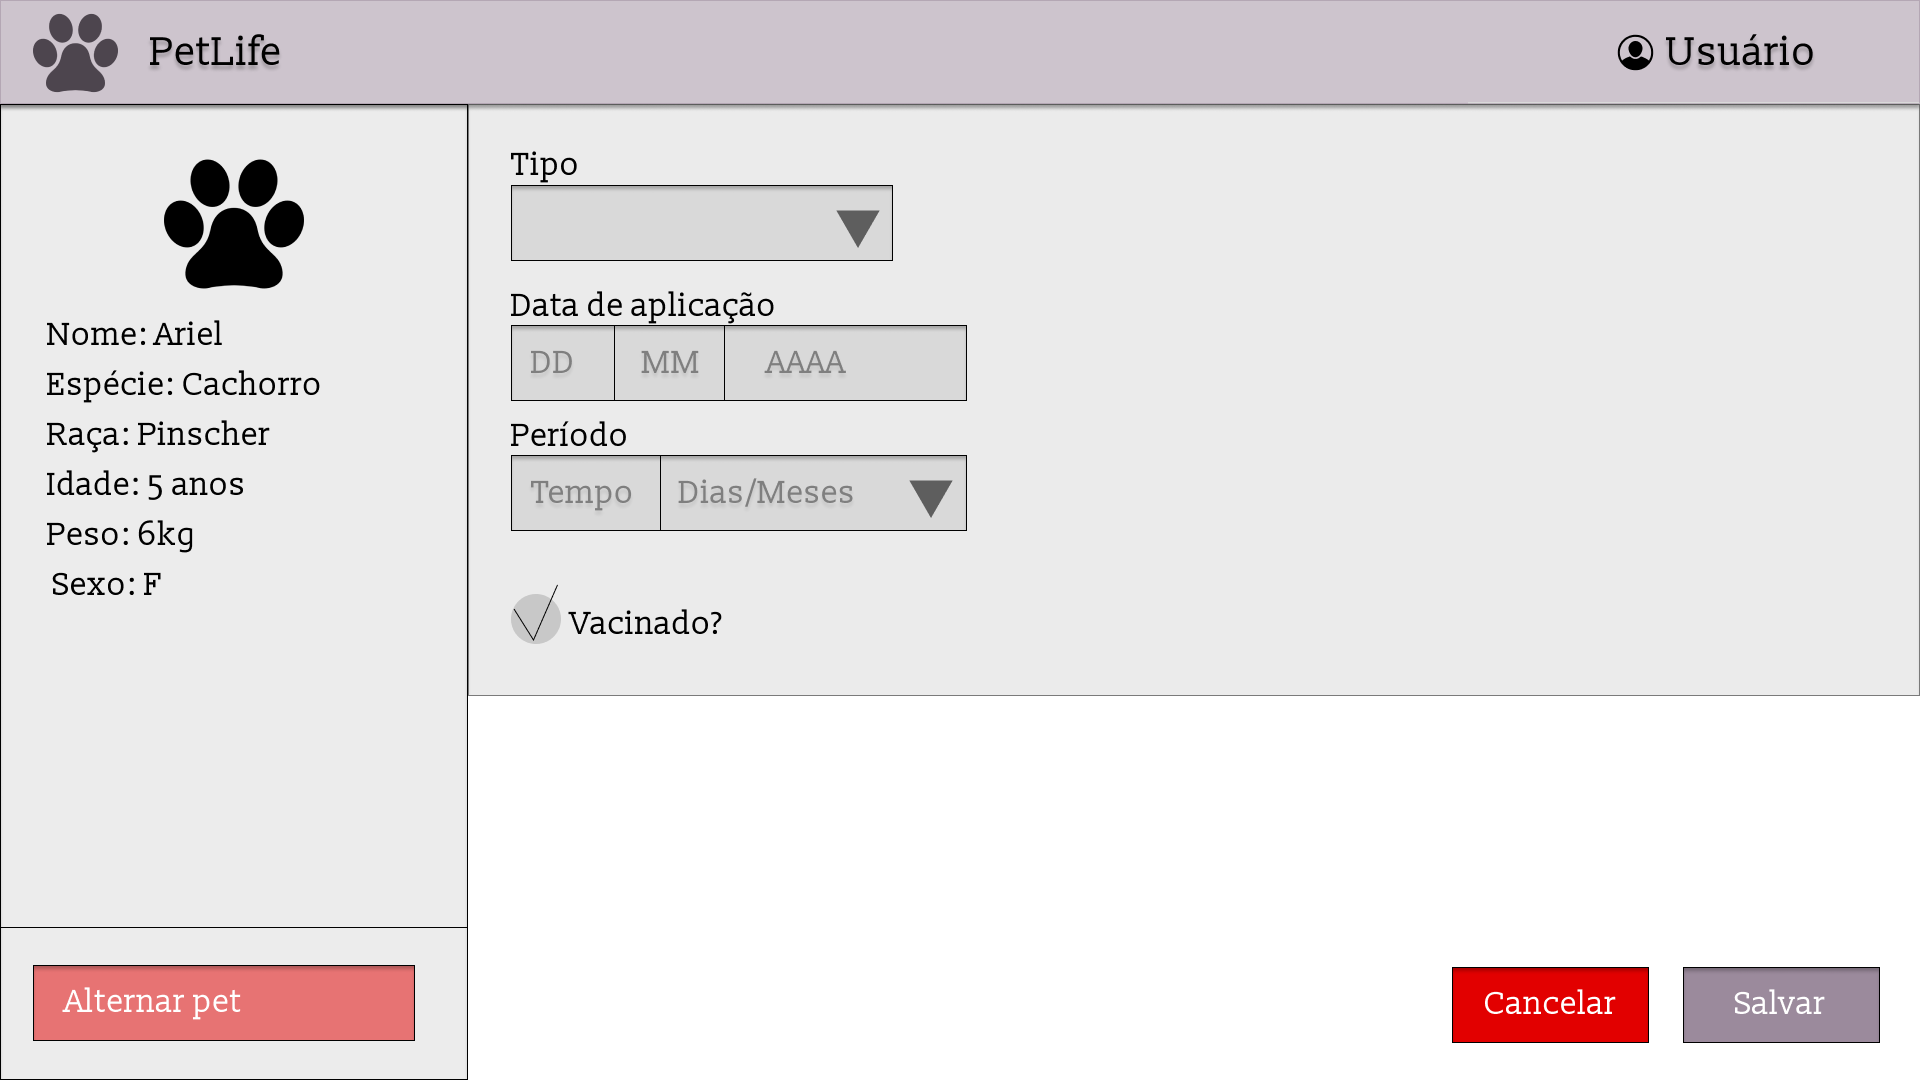 PetLife
Usuário
Nome: Ariel
Espécie: Cachorro
Raça: Pinscher
Idade: 5 anos
Peso: 6kg
Sexo: F
Alternar pet
Tipo
Data de aplicação
DD MM AAAA
Período
Tempo Dias/Meses
Vacinado?
Cancelar
Salvar